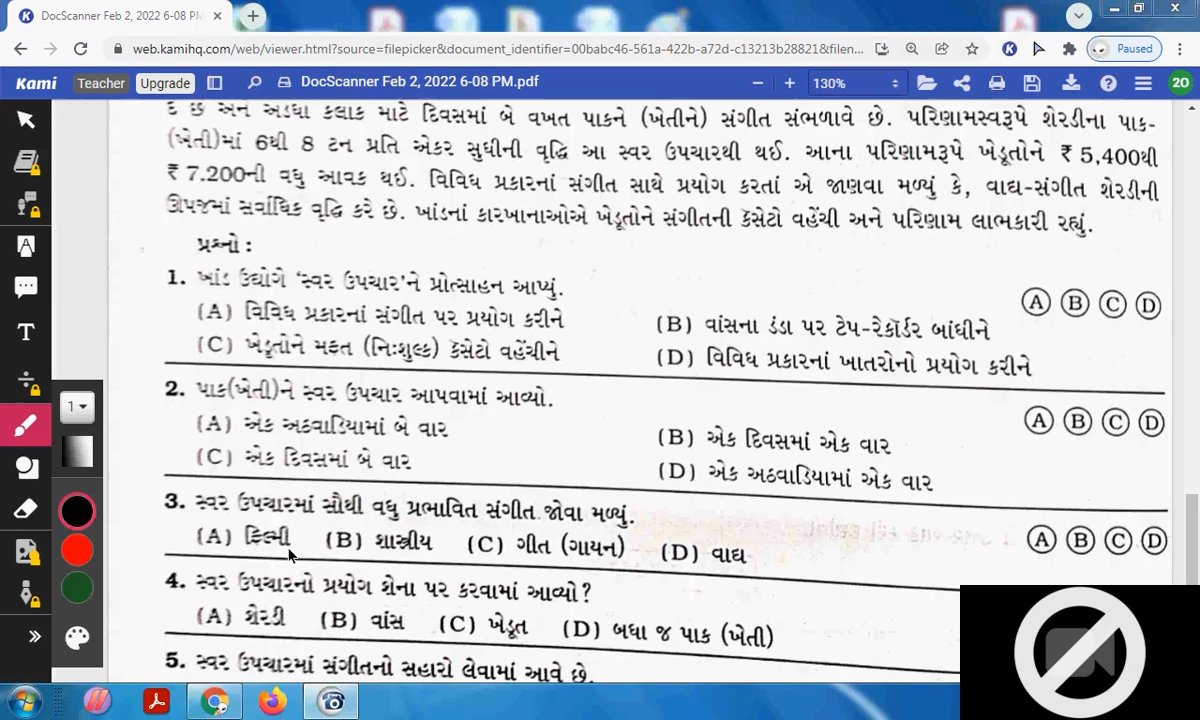 DocScanner Feb 2, 2022 6-08 PM
web.kamihq.com/web/viewer.html?source=filepicker&document_identifier=00babc46-561a-422b-a72d-c13213b28821&filen...
Paused
Kami Teacher Upgrade DocScanner Feb 2, 2022 6-08 PM.pdf 130% 20
દ છે અને અડધા કલાક માટે દિવસમાં બે વખત પાકને (ખેતીને) સંગીત સંભળાવે છે. પરિણામસ્વરૂપે શેરડીના પાક-
(ખેતી)માં 6થી 8 ટન પ્રતિ એકર સુધીની વૃદ્ધિ આ સ્વર ઉપચારથી થઈ. આના પરિણામરૂપે ખેડૂતોને ₹ 5,400થી
₹ 7.200ની વધુ આવક થઈ. વિવિધ પ્રકારનાં સંગીત સાથે પ્રયોગ કરતાં એ જાણવા મળ્યું કે, વાદ્ય-સંગીત શેરડીની
ઊપજમાં સર્વાધિક વૃદ્ધિ કરે છે. ખાંડનાં કારખાનાઓએ ખેડૂતોને સંગીતની કૅસેટો વહેંચી અને પરિણામ લાભકારી રહ્યું.
પ્રશ્નો :
1. ખાંડ ઉદ્યોગે ‘સ્વર ઉપચાર’ને પ્રોત્સાહન આપ્યું.
(A) વિવિધ પ્રકારનાં સંગીત પર પ્રયોગ કરીને (B) વાંસના ડંડા પર ટેપ-રેકૉર્ડર બાંધીને A B C D
(C) ખેડૂતોને મફત (નિઃશુલ્ક) કૅસેટો વહેંચીને (D) વિવિધ પ્રકારનાં ખાતરોનો પ્રયોગ કરીને
2. પાક(ખેતી)ને સ્વર ઉપચાર આપવામાં આવ્યો.
(A) એક અઠવાડિયામાં બે વાર (B) એક દિવસમાં એક વાર A B C D
(C) એક દિવસમાં બે વાર (D) એક અઠવાડિયામાં એક વાર
3. સ્વર ઉપચારમાં સૌથી વધુ પ્રભાવિત સંગીત જોવા મળ્યું.
(A) ફિલ્મી (B) શાસ્ત્રીય (C) ગીત (ગાયન) (D) વાદ્ય A B C D
4. સ્વર ઉપચારનો પ્રયોગ શેના પર કરવામાં આવ્યો?
(A) શેરડી (B) વાંસ (C) ખેડૂત (D) બધા જ પાક (ખેતી)
5. સ્વર ઉપચારમાં સંગીતનો સહારો લેવામાં આવે છે.